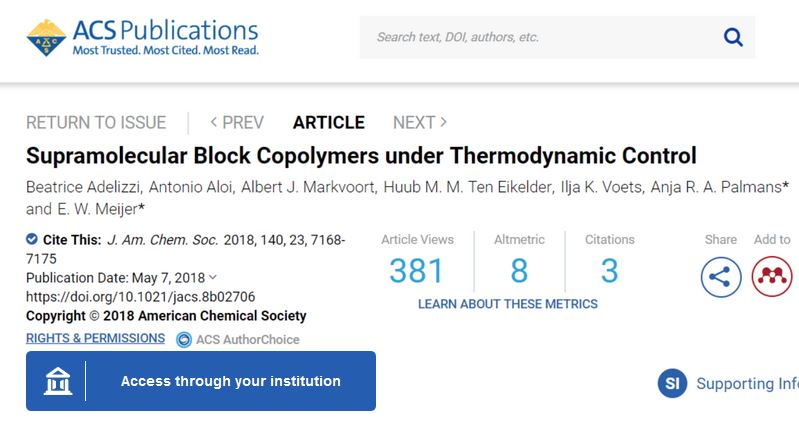 ACS Publications
Most Trusted. Most Cited. Most Read.
Search text, DOI, authors, etc.
RETURN TO ISSUE
< PREV
ARTICLE
NEXT >
Supramolecular Block Copolymers under Thermodynamic Control
Beatrice Adelizzi, Antonio Aloi, Albert J. Markvoort, Huub M. M. Ten Eikelder, Ilja K. Voets, Anja R. A. Palmans*
and E. W. Meijer*
Cite This: J. Am. Chem. Soc. 2018, 140, 23, 7168-
7175
Publication Date: May 7, 2018
https://doi.org/10.1021/jacs.8b02706
Copyright © 2018 American Chemical Society
RIGHTS & PERMISSIONS
ACS AuthorChoice
Article Views
381
Altmetric
8
Citations
3
LEARN ABOUT THESE METRICS
Share
Add to
Access through your institution
SI
Supporting Info